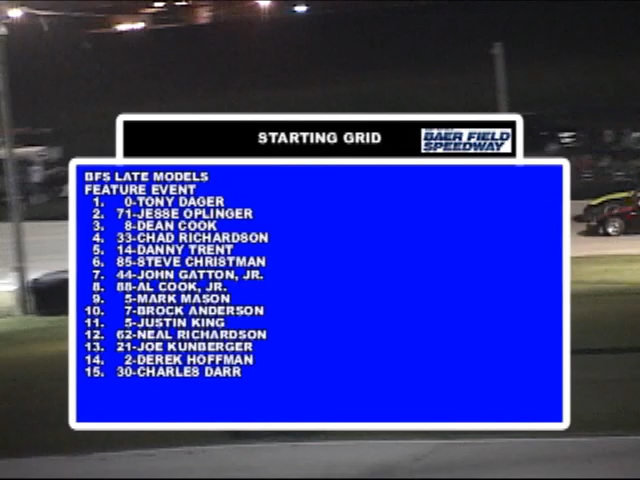 STARTING GRID
BAER FIELD
SPEEDWAY
BFS LATE MODELS
FEATURE EVENT
1. 0-TONY DAGER
2. 71-JESSE OPLINGER
3. 8-DEAN COOK
4. 33-CHAD RICHARDSON
5. 14-DANNY TRENT
6. 85-STEVE CHRISTMAN
7. 44-JOHN GATTON, JR.
8. 88-AL COOK, JR.
9. 5-MARK MASON
10. 7-BROCK ANDERSON
11. 5-JUSTIN KING
12. 62-NEAL RICHARDSON
13. 21-JOE KUNBERGER
14. 2-DEREK HOFFMAN
15. 30-CHARLES DARR